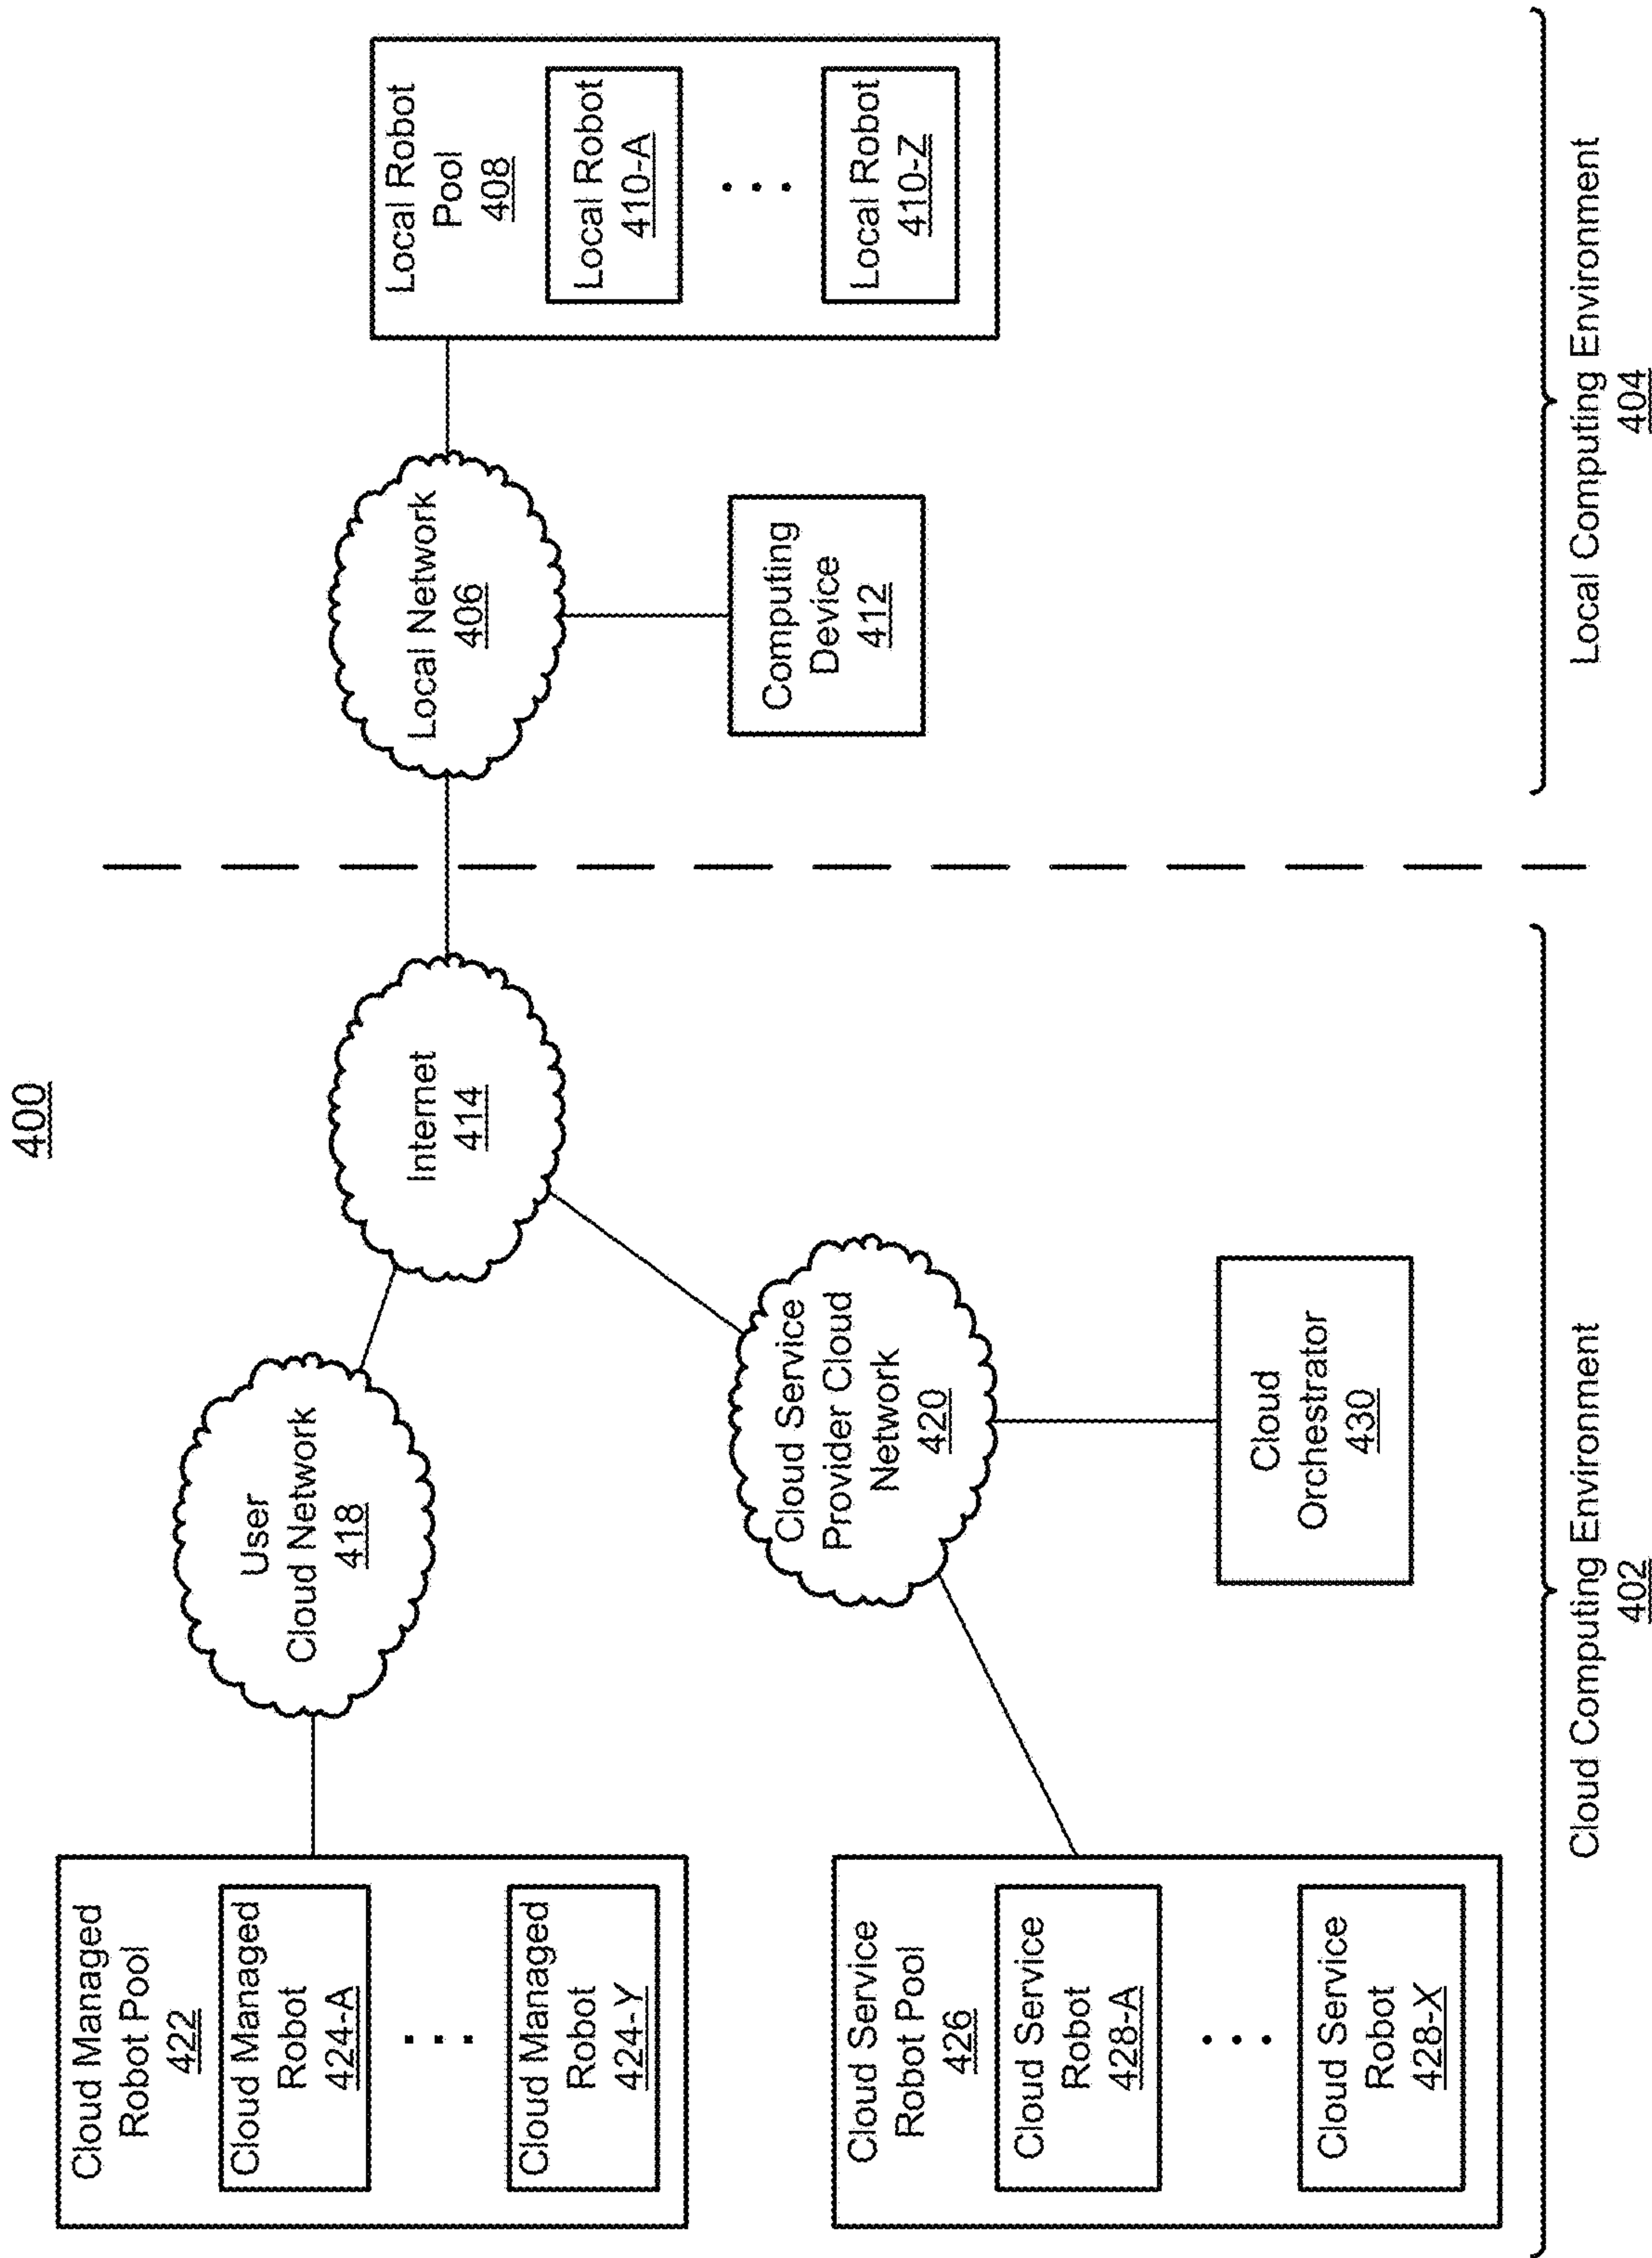 400
Cloud Managed
Robot Pool
422
Cloud Managed
Robot
424-A
Cloud Managed
Robot
424-Y
User
Cloud Network
418
Internet
414
Local Network
406
Local Robot
Pool
408
Local Robot
410-A
Local Robot
410-Z
Computing
Device
412
Cloud Service
Robot Pool
426
Cloud Service
Robot
428-A
Cloud Service
Robot
428-X
Cloud Service
Provider Cloud
Network
420
Cloud
Orchestrator
430
Cloud Computing Environment
402
Local Computing Environment
404